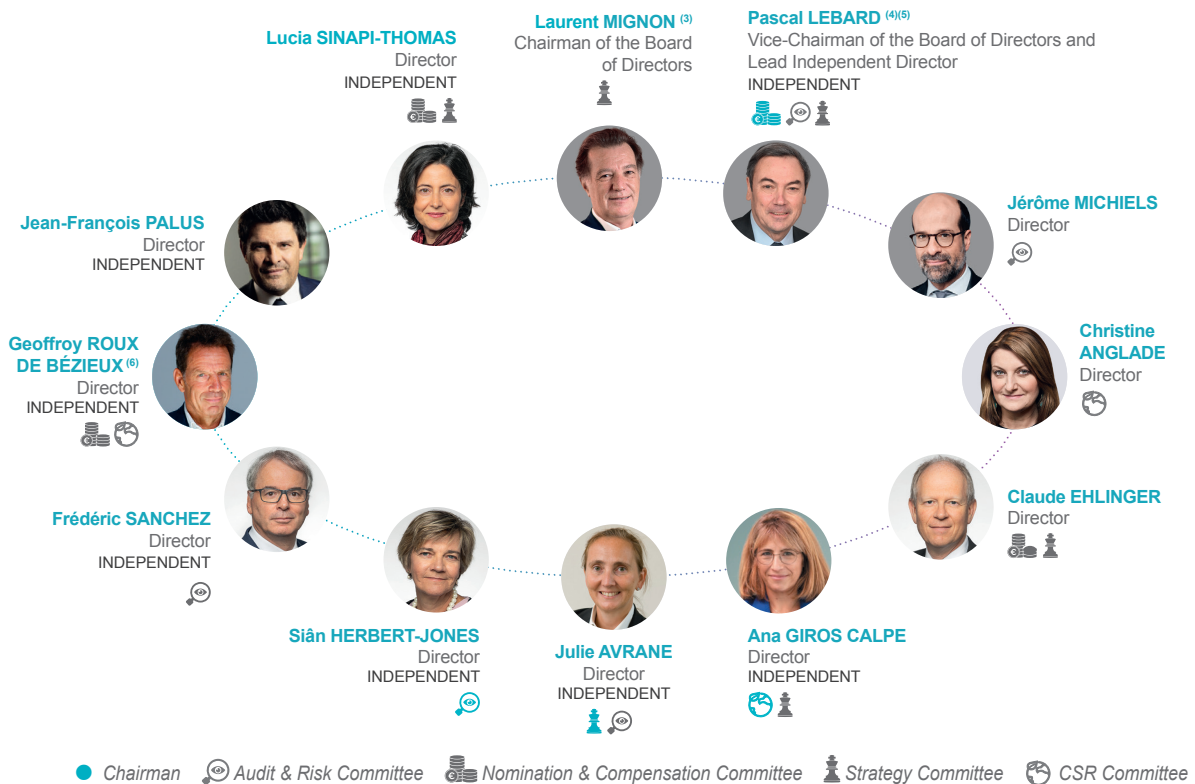 Lucia SINAPI-THOMAS
Director
INDEPENDENT
Laurent MIGNON (3)
Chairman of the Board
of Directors
Pascal LEBARD (4)(5)
Vice-Chairman of the Board of Directors and
Lead Independent Director
INDEPENDENT
Jean-François PALUS
Director
INDEPENDENT
Jérôme MICHIELS
Director
Geoffroy ROUX
DE BÉZIEUX (6)
Director
INDEPENDENT
Christine
ANGLADE
Director
Frédéric SANCHEZ
Director
INDEPENDENT
Claude EHLINGER
Director
Siân HERBERT-JONES
Director
INDEPENDENT
Julie AVRANE
Director
INDEPENDENT
Ana GIROS CALPE
Director
INDEPENDENT
Chairman Audit & Risk Committee Nomination & Compensation Committee Strategy Committee CSR Committee